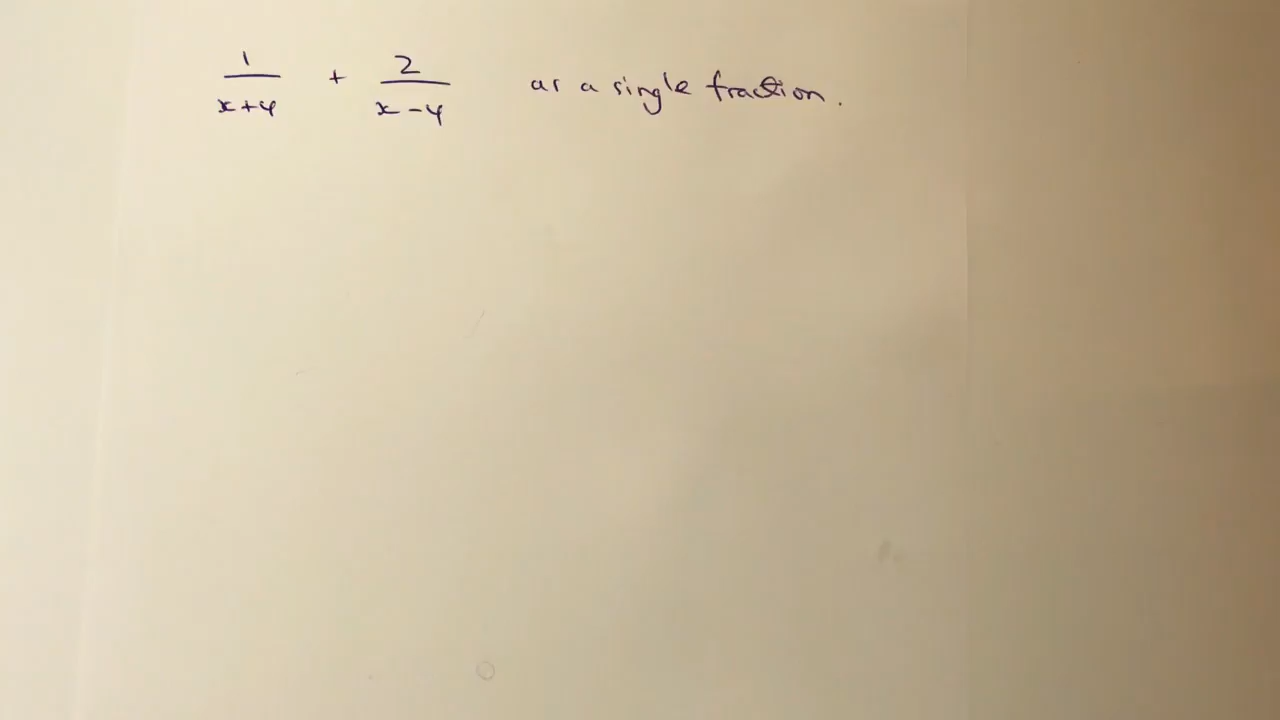 1/(x+4) + 2/(x-4) as a single fraction.